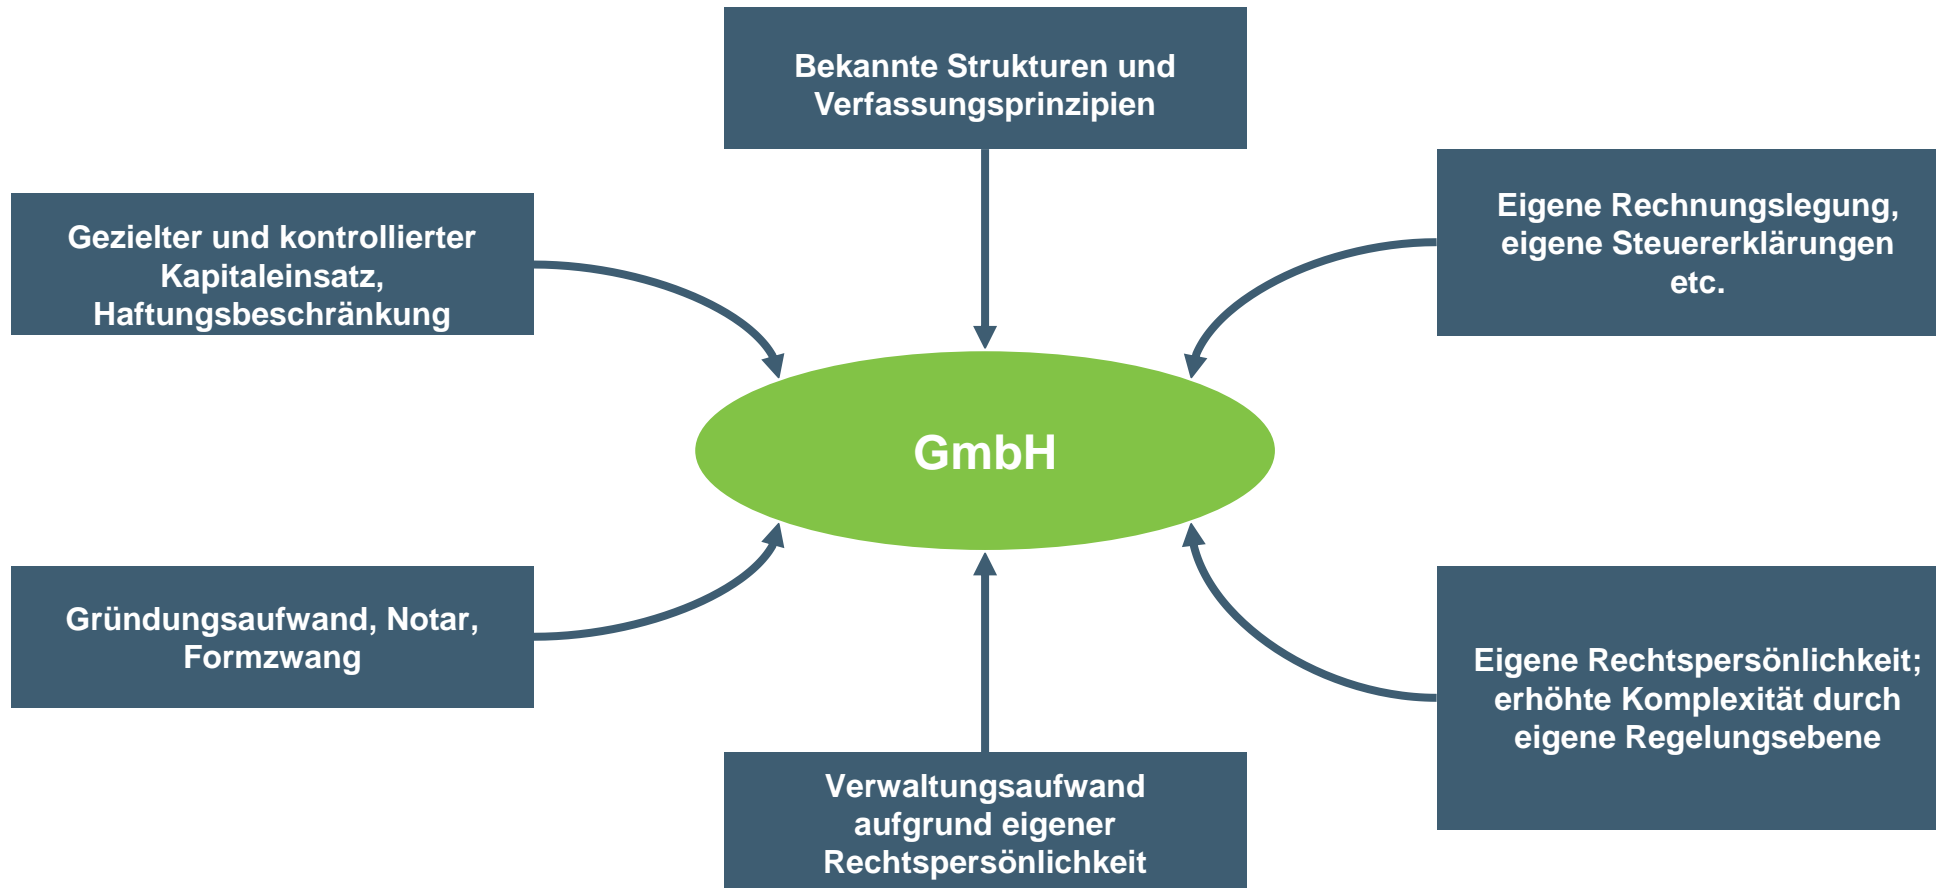 Bekannte Strukturen und
Verfassungsprinzipien
Gezielter und kontrollierter
Kapitaleinsatz,
Haftungsbeschränkung
Eigene Rechnungslegung,
eigene Steuererklärungen
etc.
GmbH
Gründungsaufwand, Notar,
Formzwang
Eigene Rechtspersönlichkeit;
erhöhte Komplexität durch
eigene Regelungsebene
Verwaltungsaufwand
aufgrund eigener
Rechtspersönlichkeit